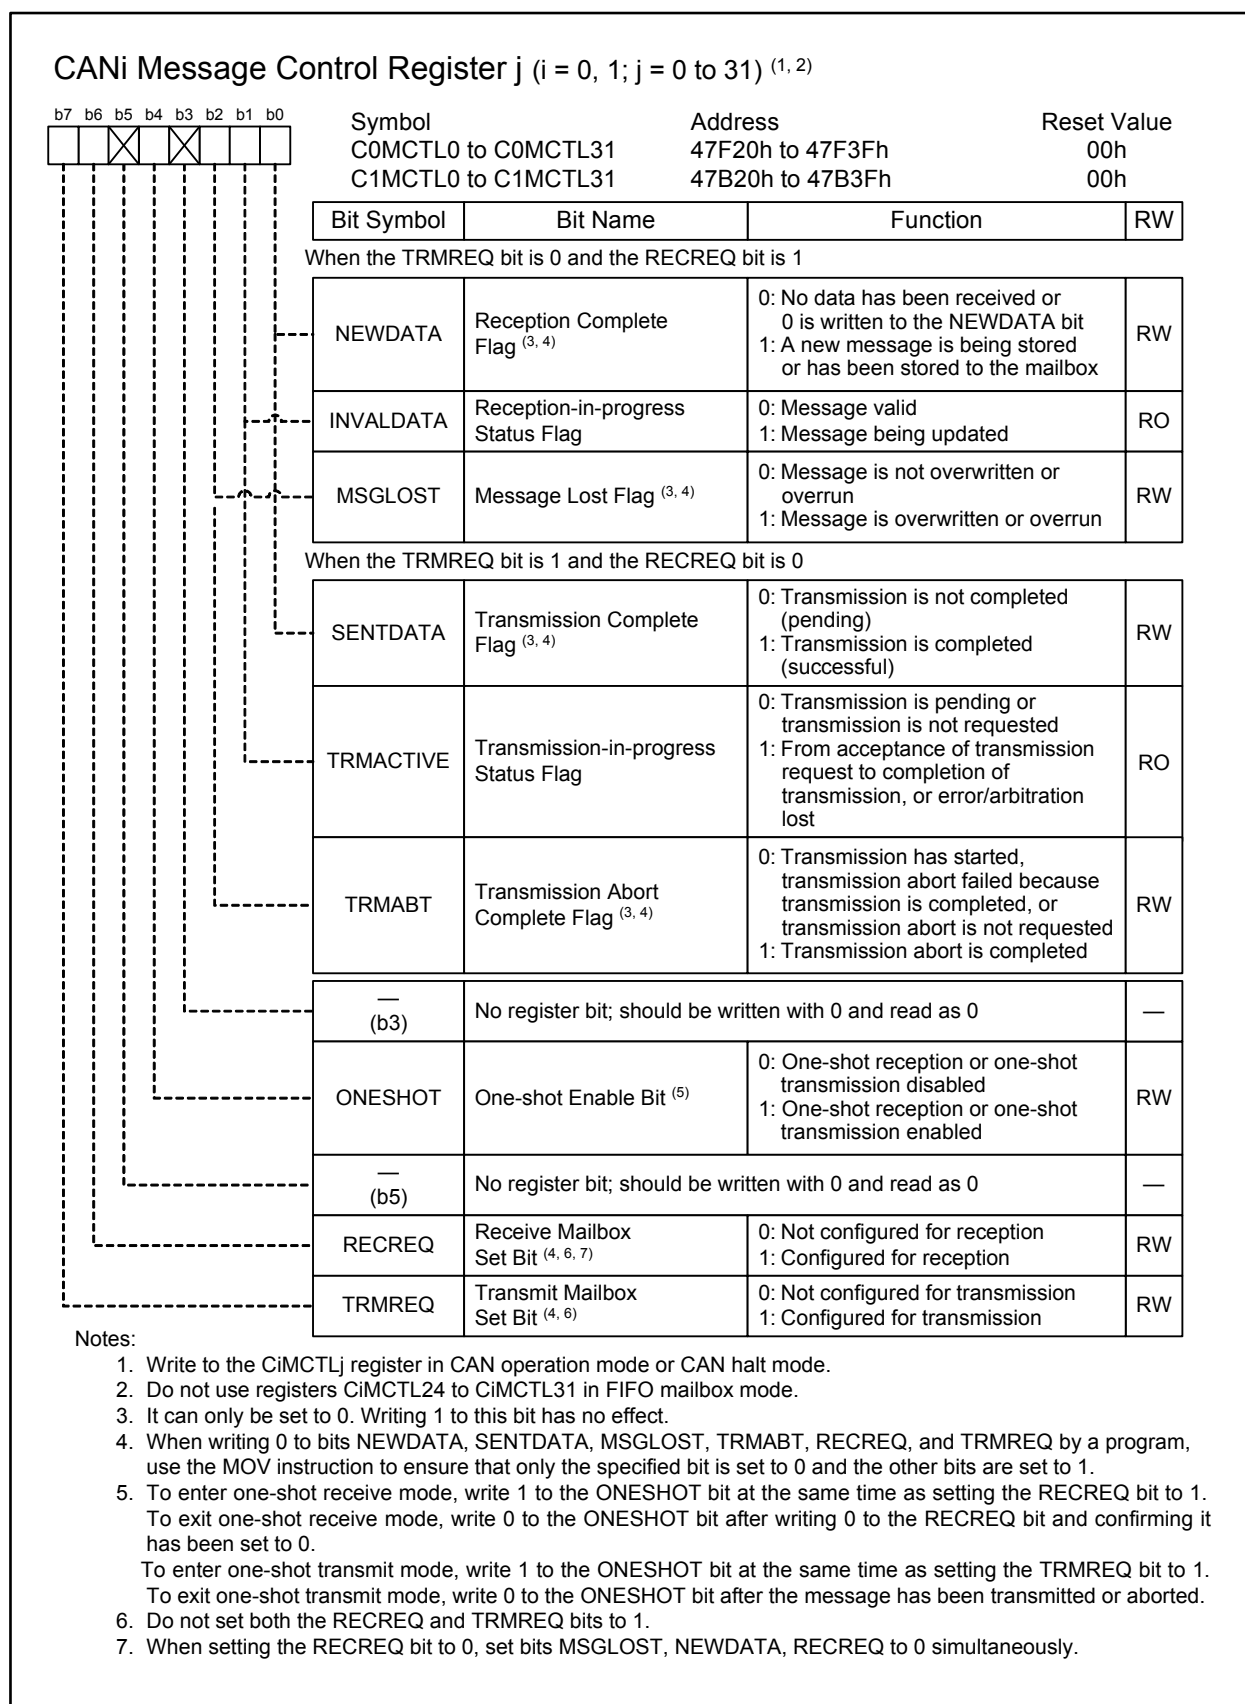 CANi Message Control Register j (i = 0, 1; j = 0 to 31) (1, 2)
b7 b6 b5 b4 b3 b2 b1 b0
Symbol Address Reset Value
C0MCTL0 to C0MCTL31 47F20h to 47F3Fh 00h
C1MCTL0 to C1MCTL31 47B20h to 47B3Fh 00h
Bit Symbol Bit Name Function RW
When the TRMREQ bit is 0 and the RECREQ bit is 1
NEWDATA
Reception Complete
Flag (3, 4)
0: No data has been received or
0 is written to the NEWDATA bit
1: A new message is being stored
or has been stored to the mailbox
RW
INVALDATA
Reception-in-progress
Status Flag
0: Message valid
1: Message being updated
RO
MSGLOST
Message Lost Flag (3, 4)
0: Message is not overwritten or
overrun
1: Message is overwritten or overrun
RW
When the TRMREQ bit is 1 and the RECREQ bit is 0
SENTDATA
Transmission Complete
Flag (3, 4)
0: Transmission is not completed
(pending)
1: Transmission is completed
(successful)
RW
TRMACTIVE
Transmission-in-progress
Status Flag
0: Transmission is pending or
transmission is not requested
1: From acceptance of transmission
request to completion of
transmission, or error/arbitration
lost
RO
TRMABT
Transmission Abort
Complete Flag (3, 4)
0: Transmission has started,
transmission abort failed because
transmission is completed, or
transmission abort is not requested
1: Transmission abort is completed
RW
—
(b3)
No register bit; should be written with 0 and read as 0
—
ONESHOT
One-shot Enable Bit (5)
0: One-shot reception or one-shot
transmission disabled
1: One-shot reception or one-shot
transmission enabled
RW
—
(b5)
No register bit; should be written with 0 and read as 0
—
RECREQ
Receive Mailbox
Set Bit (4, 6, 7)
0: Not configured for reception
1: Configured for reception
RW
TRMREQ
Transmit Mailbox
Set Bit (4, 6)
0: Not configured for transmission
1: Configured for transmission
RW
Notes:
1. Write to the CiMCTLj register in CAN operation mode or CAN halt mode.
2. Do not use registers CiMCTL24 to CiMCTL31 in FIFO mailbox mode.
3. It can only be set to 0. Writing 1 to this bit has no effect.
4. When writing 0 to bits NEWDATA, SENTDATA, MSGLOST, TRMABT, RECREQ, and TRMREQ by a program,
use the MOV instruction to ensure that only the specified bit is set to 0 and the other bits are set to 1.
5. To enter one-shot receive mode, write 1 to the ONESHOT bit at the same time as setting the RECREQ bit to 1.
To exit one-shot receive mode, write 0 to the ONESHOT bit after writing 0 to the RECREQ bit and confirming it
has been set to 0.
To enter one-shot transmit mode, write 1 to the ONESHOT bit at the same time as setting the TRMREQ bit to 1.
To exit one-shot transmit mode, write 0 to the ONESHOT bit after the message has been transmitted or aborted.
6. Do not set both the RECREQ and TRMREQ bits to 1.
7. When setting the RECREQ bit to 0, set bits MSGLOST, NEWDATA, RECREQ to 0 simultaneously.